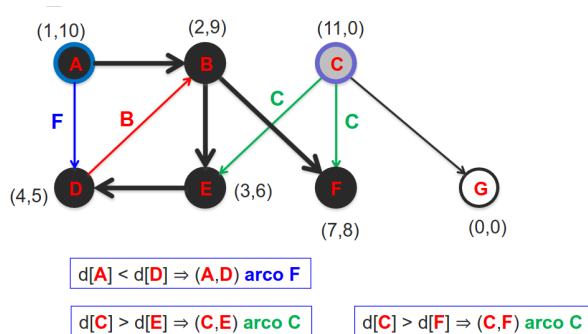 (1,10) (2,9) (11,0)
A B C
F B C C
D E F G
(4,5) (3,6) (7,8) (0,0)
d[A] < d[D] ⇒ (A,D) arco F
d[C] > d[E] ⇒ (C,E) arco C d[C] > d[F] ⇒ (C,F) arco C